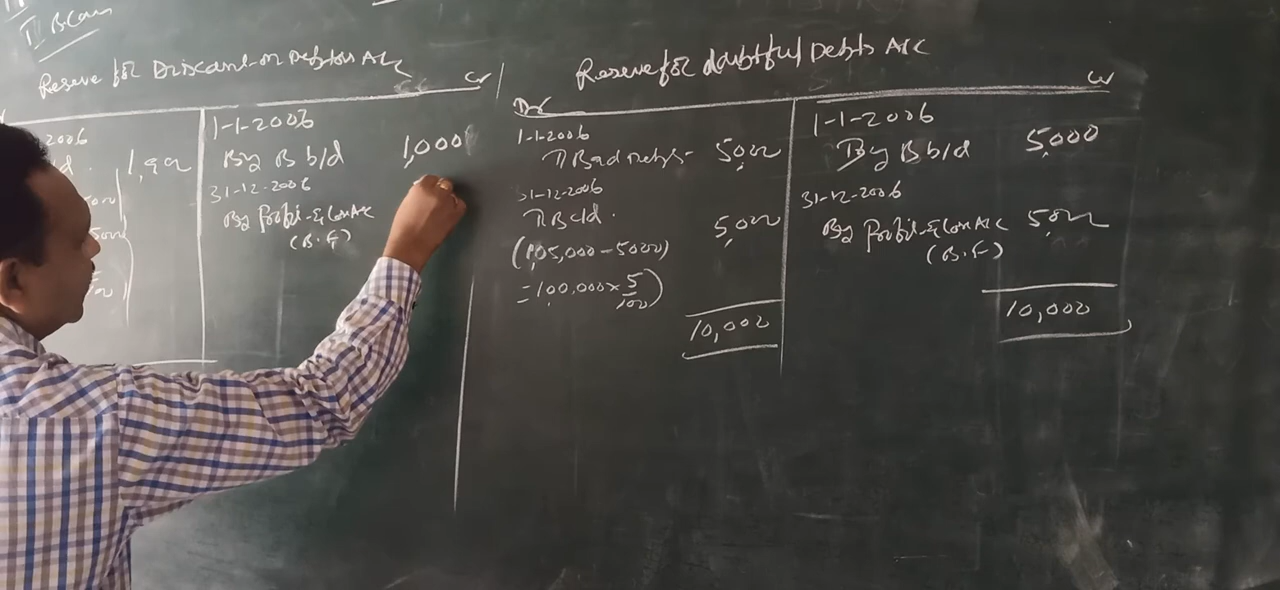 I BCom
Reserve for Discount on Debtors A/c
Cr
2006
d.
1,900
1-1-2006
By B b/d 1,000
31-12-2006
By Profit & Loss A/c
(B.F)
Reserve for doubtful Debts A/c
Dr
Cr
1-1-2006
To Bad Debts 5,000
31-12-2006
To B c/d. 5,000
(1,05,000-5000)
=1,00,000×5/100)
10,000
1-1-2006
By B b/d 5,000
31-12-2006
By Profit & Loss A/c 5,000
(B.F)
10,000